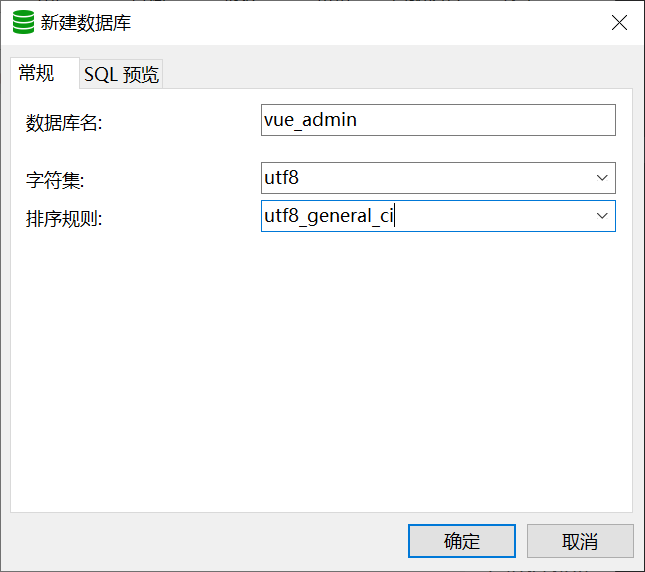 新建数据库
常规 SQL 预览
数据库名: vue_admin
字符集: utf8
排序规则: utf8_general_ci
确定 取消